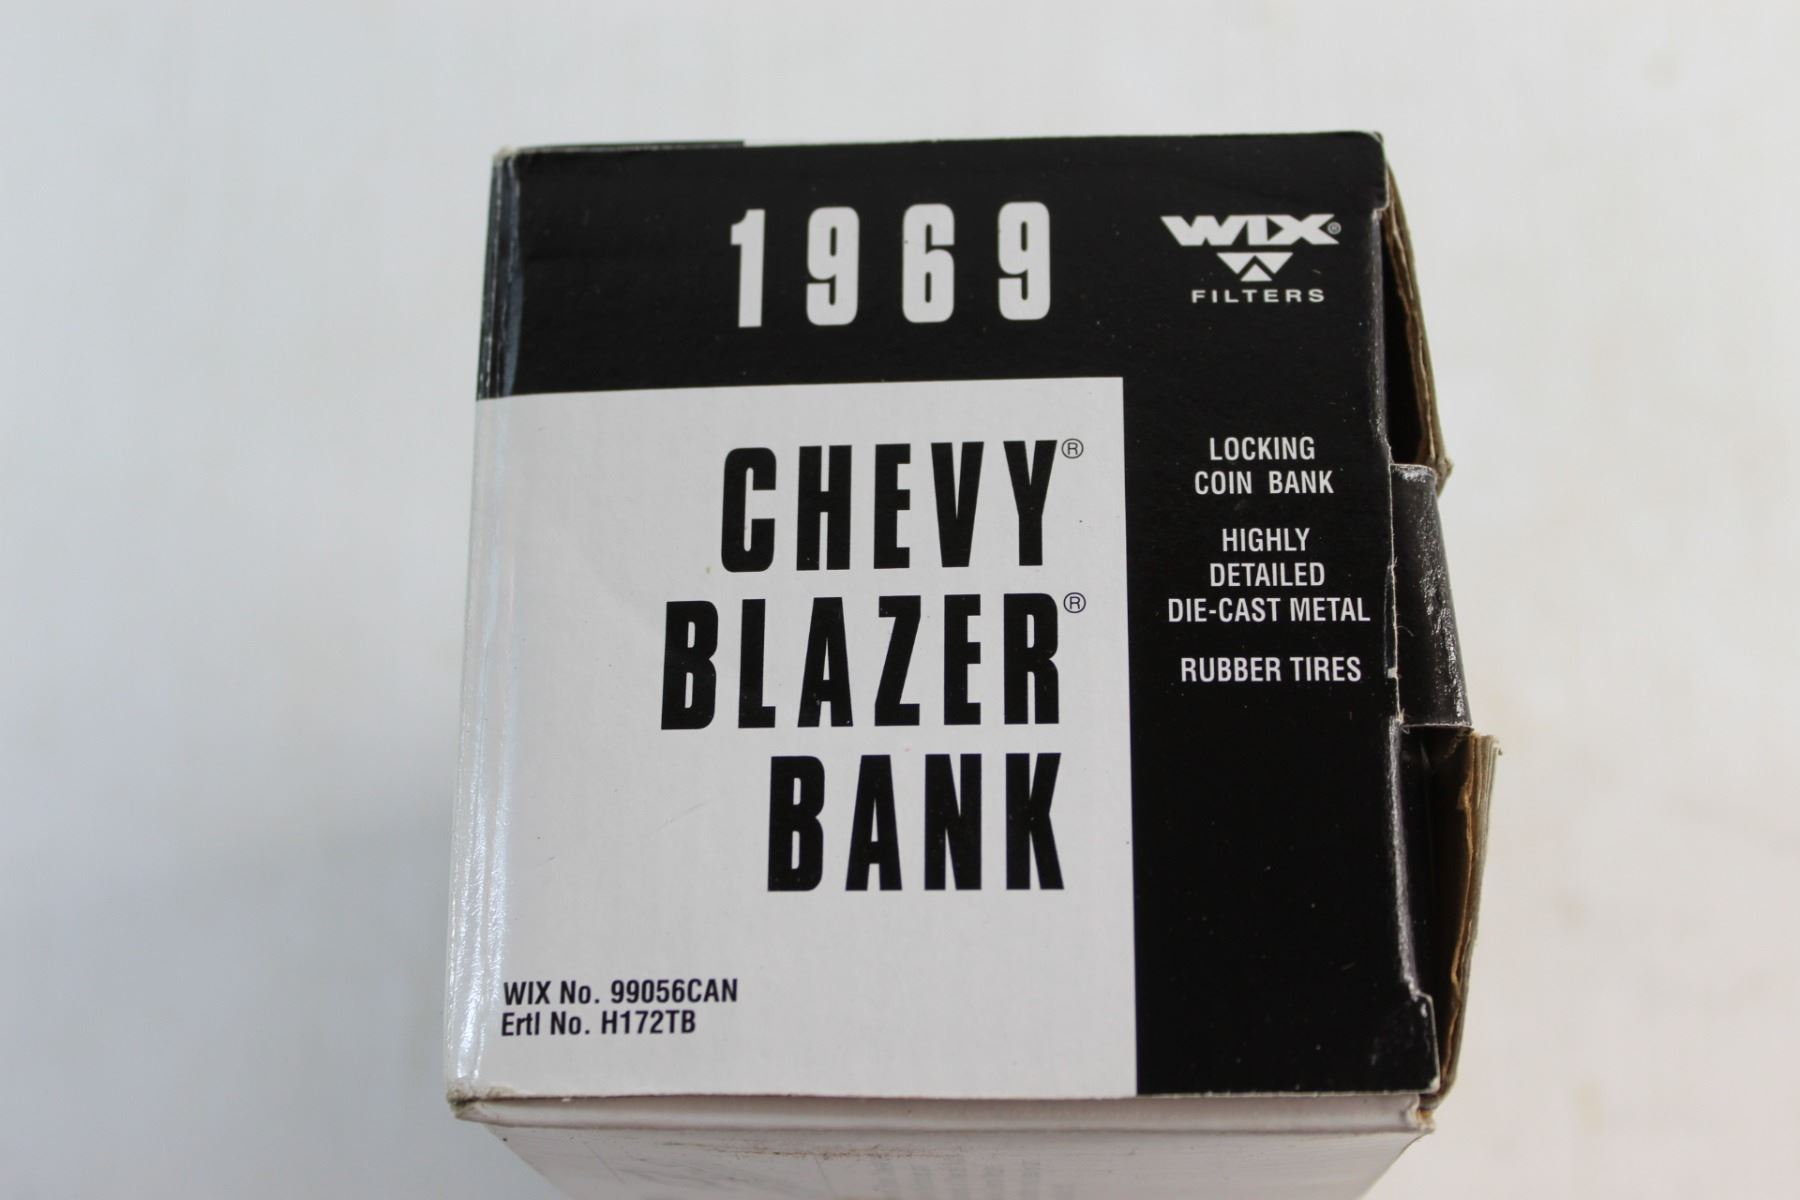 1969
WIX®
FILTERS
CHEVY®
BLAZER®
BANK
LOCKING
COIN BANK
HIGHLY
DETAILED
DIE-CAST METAL
RUBBER TIRES
WIX No. 99056CAN
Ertl No. H172TB